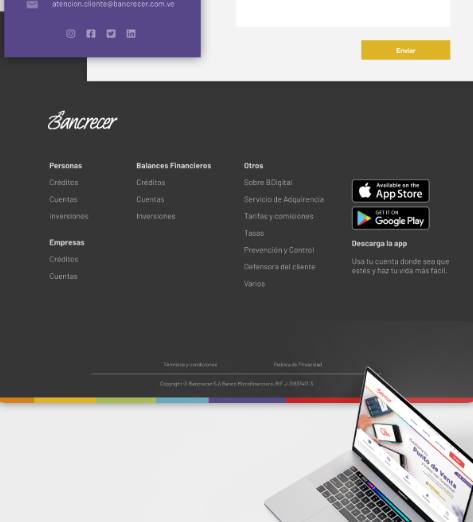 atencion.cliente@bancrecer.com.ve
Enviar
Bancrecer
Personas
Créditos
Cuentas
Inversiones
Empresas
Créditos
Cuentas
Balances Financieros
Créditos
Cuentas
Inversiones
Otros
Sobre BDigital
Servicio de Adquirencia
Tarifas y comisiones
Tasas
Prevención y Control
Defensora del cliente
Varios
Available on the
App Store
GET IT ON
Google Play
Descarga la app
Usa tu cuenta donde sea que
estés y haz tu vida más fácil.
Términos y condiciones
Política de Privacidad
Copyright © Bancrecer S.A Banco Microfinanciero.
Bancrecer
Punto de Venta